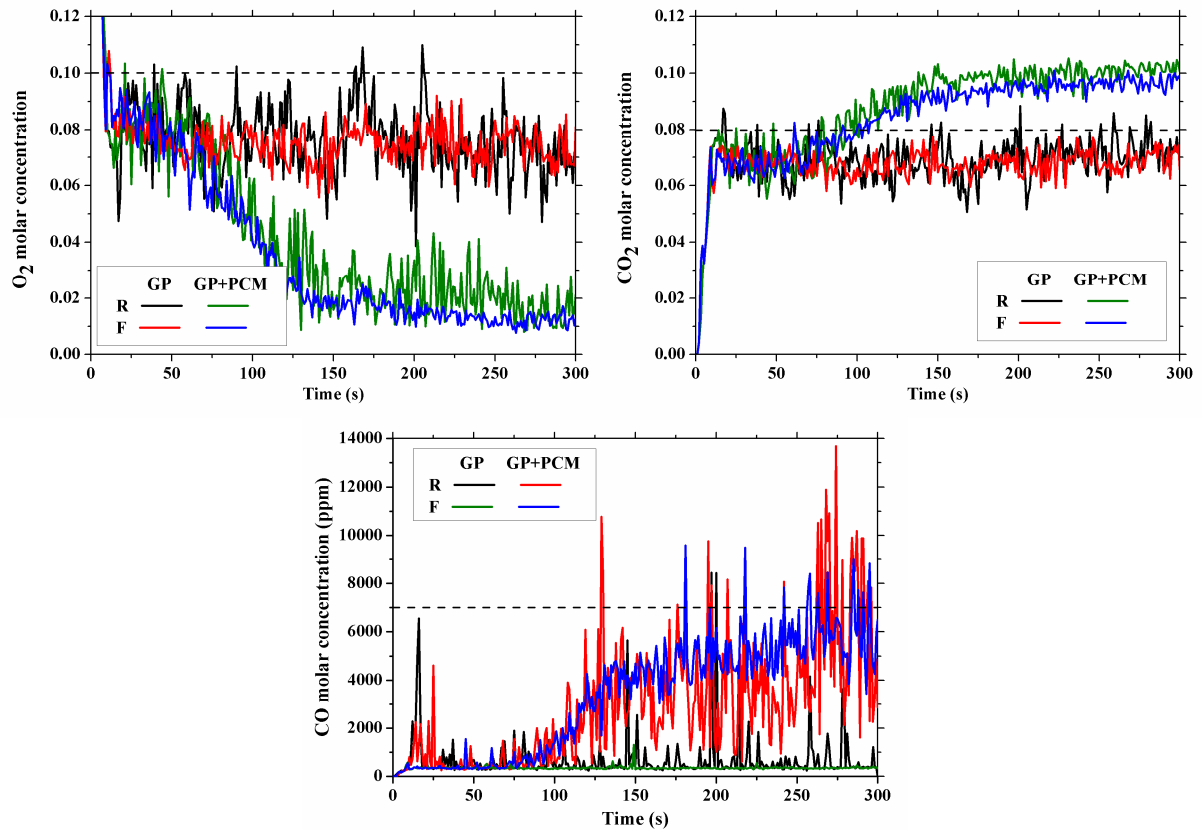 0.12
0.10
0.08
0.06
0.04
0.02
0.00
O2 molar concentration
GP GP+PCM
R
F
0 50 100 150 200 250 300
Time (s)
0.12
0.10
0.08
0.06
0.04
0.02
0.00
CO2 molar concentration
GP GP+PCM
R
F
0 50 100 150 200 250 300
Time (s)
14000
12000
10000
8000
6000
4000
2000
0
CO molar concentration (ppm)
GP GP+PCM
R
F
0 50 100 150 200 250 300
Time (s)